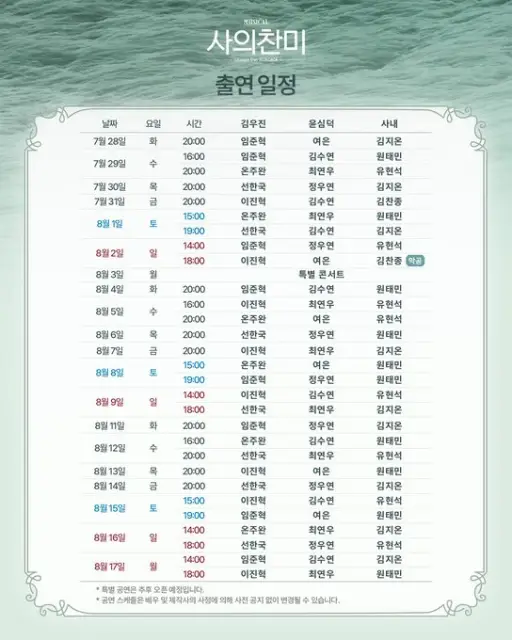 MUSICAL
사의찬미
출연 일정
날짜 요일 시간 김우진 윤심덕 사내
7월 28일 화 20:00 임준혁 여은 김지온
7월 29일 수 16:00 임준혁 김수연 원태민
20:00 온주완 최연우 유현석
7월 30일 목 20:00 선한국 정우연 김지온
7월 31일 금 20:00 이진혁 김수연 김찬종
8월 1일 토 15:00 온주완 최연우 원태민
19:00 선한국 김수연 김지온
8월 2일 일 14:00 임준혁 정우연 유현석
18:00 이진혁 여은 김찬종 막공
8월 3일 월 특별 콘서트
8월 4일 화 20:00 임준혁 김수연 원태민
8월 5일 수 16:00 이진혁 최연우 유현석
20:00 온주완 여은 유현석
8월 6일 목 20:00 선한국 정우연 원태민
8월 7일 금 20:00 이진혁 최연우 김지온
8월 8일 토 15:00 온주완 여은 원태민
19:00 임준혁 정우연 원태민
8월 9일 일 14:00 이진혁 김수연 유현석
18:00 선한국 최연우 김지온
8월 11일 화 20:00 임준혁 정우연 김지온
8월 12일 수 16:00 온주완 김수연 원태민
20:00 선한국 최연우 유현석
8월 13일 목 20:00 이진혁 여은 원태민
8월 14일 금 20:00 선한국 정우연 김지온
8월 15일 토 15:00 이진혁 김수연 유현석
19:00 임준혁 여은 원태민
8월 16일 일 14:00 온주완 최연우 김지온
18:00 선한국 정우연 유현석
8월 17일 월 14:00 임준혁 김수연 김지온
18:00 이진혁 최연우 원태민
* 특별 공연은 추후 오픈 예정입니다.
* 공연 스케줄은 배우 및 제작사의 사정에 의해 사전 공지 없이 변경될 수 있습니다.